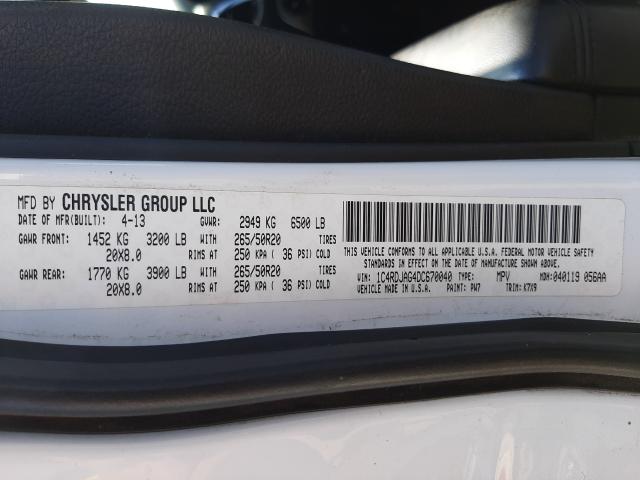 MFD BY CHRYSLER GROUP LLC
DATE OF MFR(BUILT): 4-13 GVWR: 2949 KG 6500 LB
GAWR FRONT: 1452 KG 3200 LB WITH 265/50R20 TIRES
20X8.0 RIMS AT 250 KPA ( 36 PSI) COLD
GAWR REAR: 1770 KG 3900 LB WITH 265/50R20 TIRES
20X8.0 RIMS AT 250 KPA ( 36 PSI) COLD
THIS VEHICLE CONFORMS TO ALL APPLICABLE U.S.A. FEDERAL MOTOR VEHICLE SAFETY
STANDARDS IN EFFECT ON THE DATE OF MANUFACTURE SHOWN ABOVE.
VIN: 1C4RDJAG4DC670040 TYPE: MPV MDH:040119 056AA
VEHICLE MADE IN U.S.A. PAINT: PW7 TRIM: K7X9